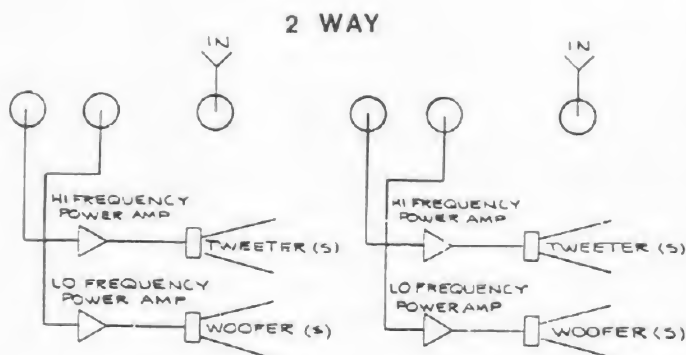 2 WAY
IN
IN
HI FREQUENCY
POWER AMP
TWEETER (S)
LO FREQUENCY
POWER AMP
WOOFER (S)
HI FREQUENCY
POWER AMP
TWEETER (S)
LO FREQUENCY
POWER AMP
WOOFER (S)